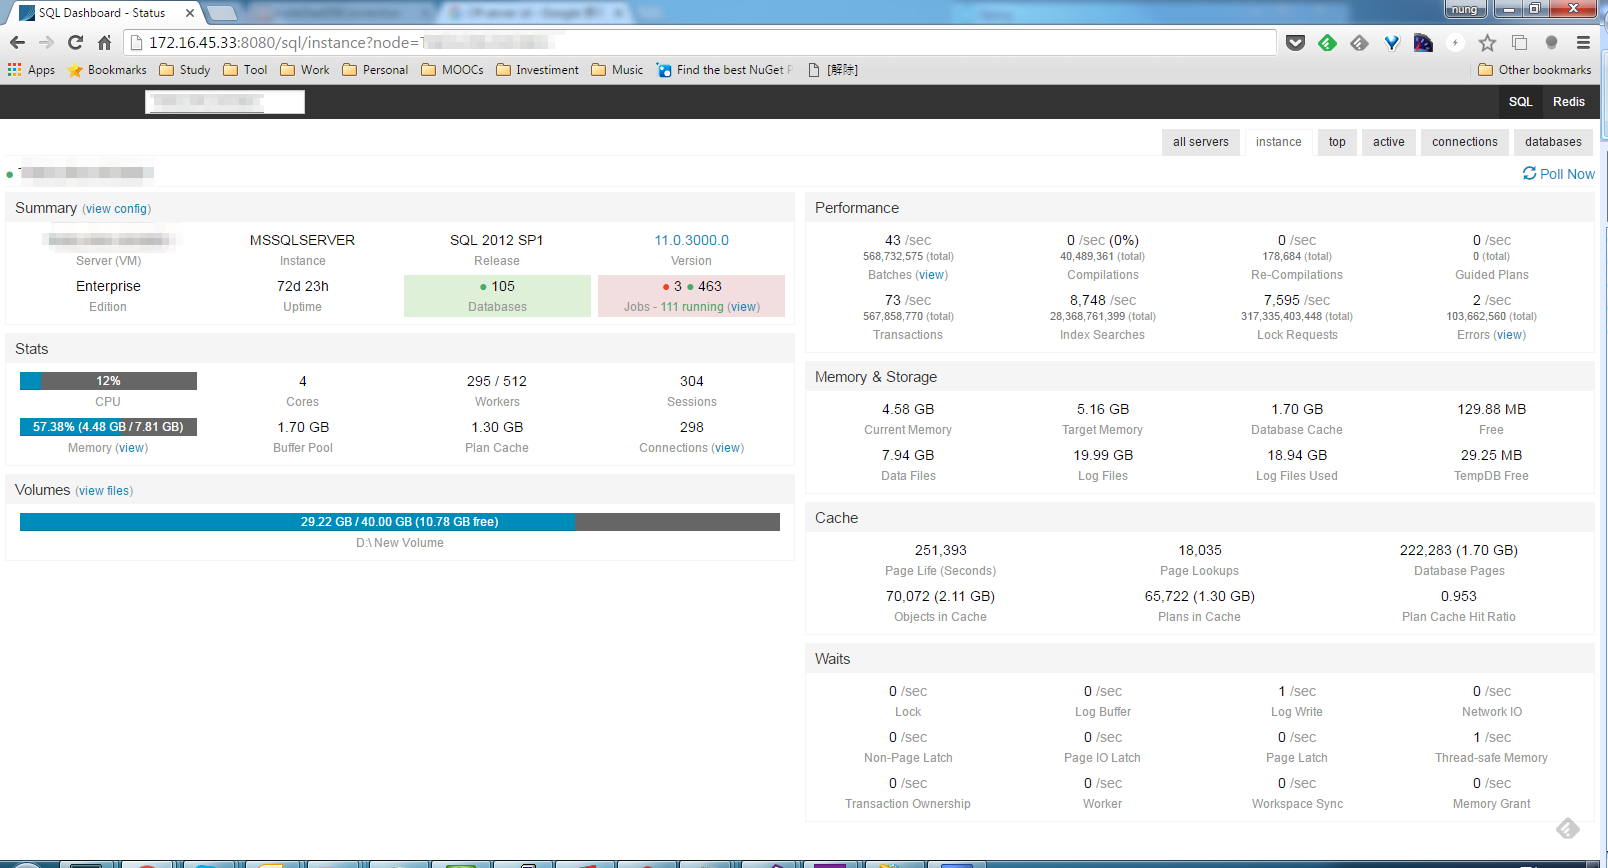 SQL Dashboard - Status
nung
172.16.45.33:8080/sql/instance?node=
Apps Bookmarks Study Tool Work Personal MOOCs Investiment Music Find the best NuGet P [解除] Other bookmarks
SQL Redis
all servers instance top active connections databases
Poll Now
Summary (view config)
MSSQLSERVER SQL 2012 SP1 11.0.3000.0
Server (VM) Instance Release Version
Enterprise 72d 23h 105 3 463
Edition Uptime Databases Jobs - 111 running (view)
Stats
12% 4 295 / 512 304
CPU Cores Workers Sessions
57.38% (4.48 GB / 7.81 GB) 1.70 GB 1.30 GB 298
Memory (view) Buffer Pool Plan Cache Connections (view)
Volumes (view files)
29.22 GB / 40.00 GB (10.78 GB free)
D:\ New Volume
Performance
43 /sec 0 /sec (0%) 0 /sec 0 /sec
568,732,575 (total) 40,489,361 (total) 178,684 (total) 0 (total)
Batches (view) Compilations Re-Compilations Guided Plans
73 /sec 8,748 /sec 7,595 /sec 2 /sec
567,858,770 (total) 28,368,761,399 (total) 317,335,403,448 (total) 103,662,560 (total)
Transactions Index Searches Lock Requests Errors (view)
Memory & Storage
4.58 GB 5.16 GB 1.70 GB 129.88 MB
Current Memory Target Memory Database Cache Free
7.94 GB 19.99 GB 18.94 GB 29.25 MB
Data Files Log Files Log Files Used TempDB Free
Cache
251,393 18,035 222,283 (1.70 GB)
Page Life (Seconds) Page Lookups Database Pages
70,072 (2.11 GB) 65,722 (1.30 GB) 0.953
Objects in Cache Plans in Cache Plan Cache Hit Ratio
Waits
0 /sec 0 /sec 1 /sec 0 /sec
Lock Log Buffer Log Write Network IO
0 /sec 0 /sec 0 /sec 1 /sec
Non-Page Latch Page IO Latch Page Latch Thread-safe Memory
0 /sec 0 /sec 0 /sec 0 /sec
Transaction Ownership Worker Workspace Sync Memory Grant